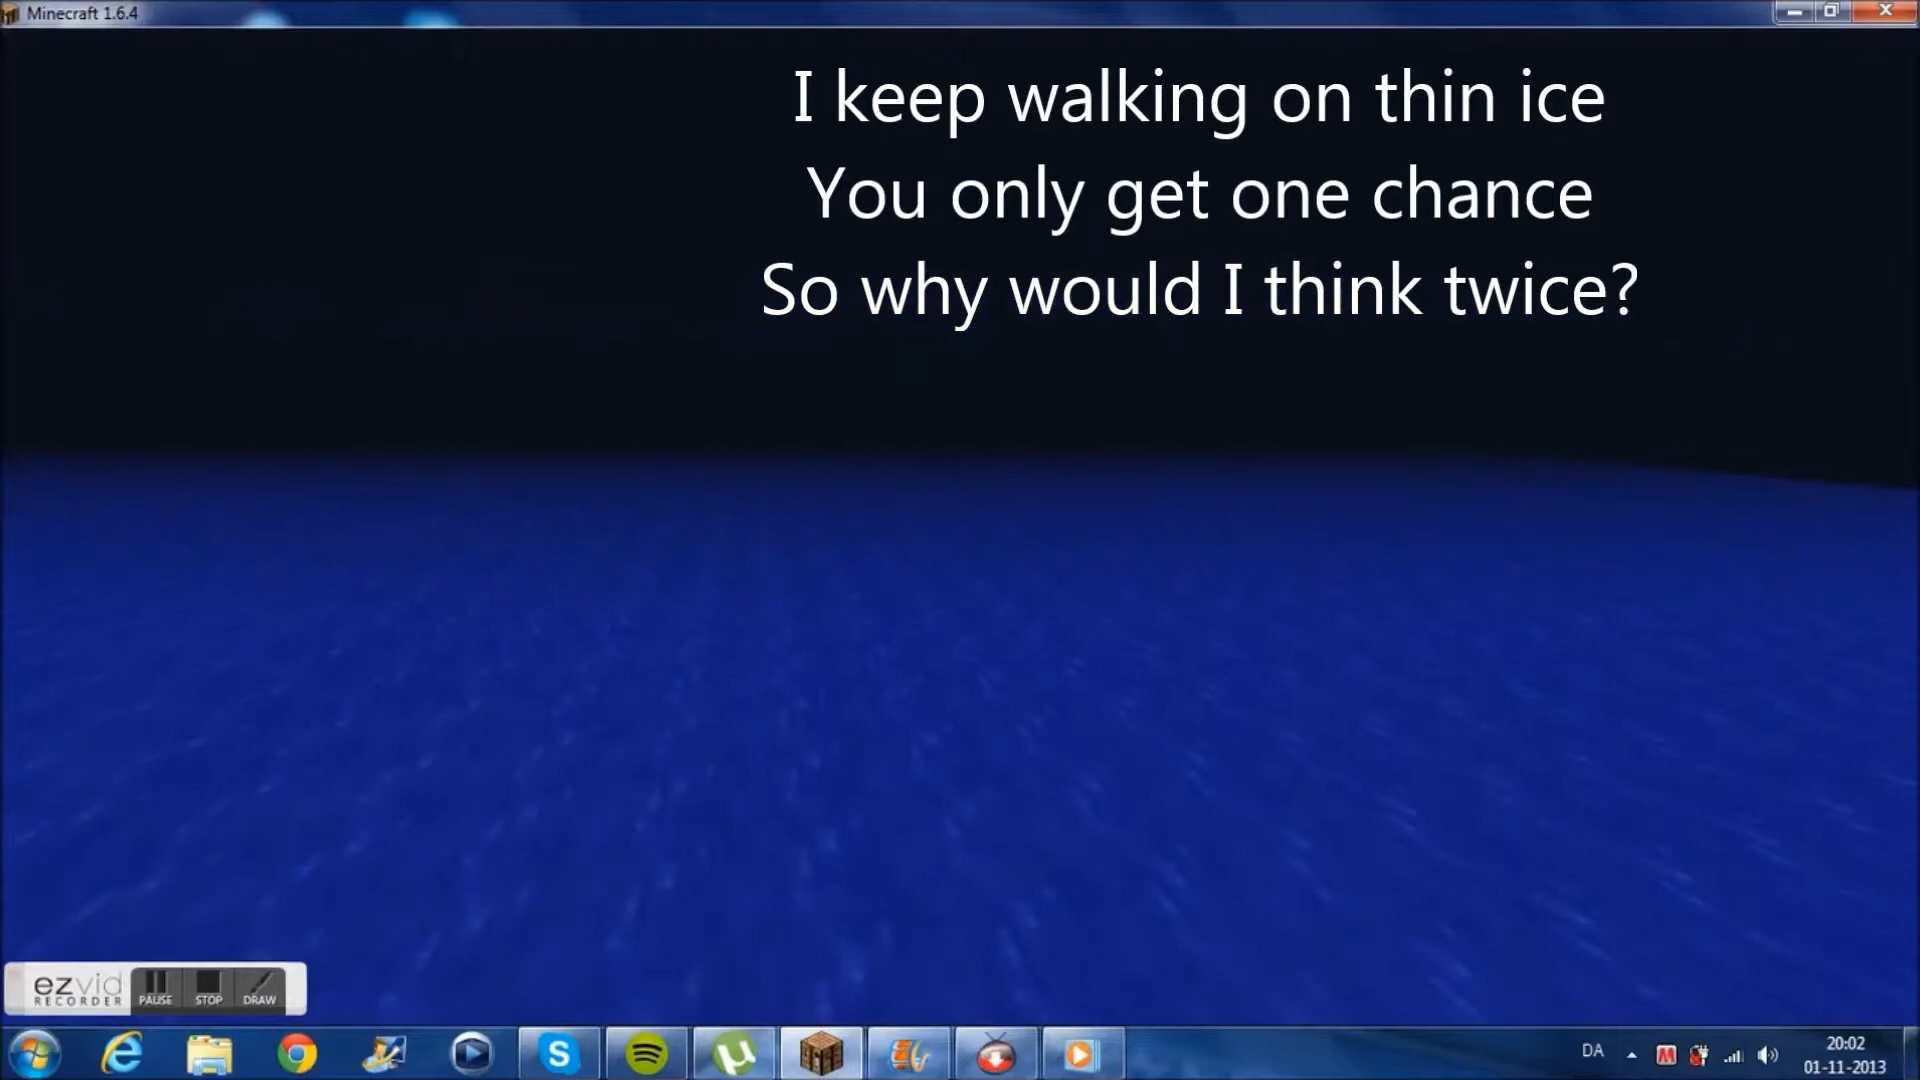 Minecraft 1.6.4
I keep walking on thin ice
You only get one chance
So why would I think twice?
ezvid
RECORDER
PAUSE
STOP
DRAW
DA
20:02
01-11-2013